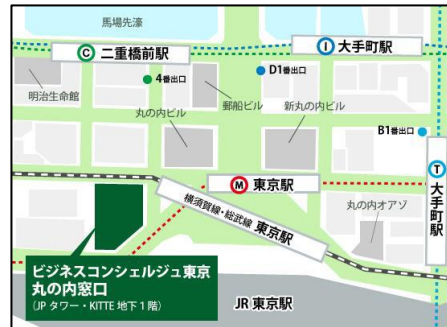 馬場先濠
C 二重橋前駅
I 大手町駅
4番出口
D1番出口
明治生命館
郵船ビル
丸の内ビル
新丸の内ビル
B1番出口
T 大手町駅
M 東京駅
横須賀線・総武線 東京駅
丸の内オアゾ
ビジネスコンシェルジュ東京
丸の内窓口
(JPタワー・KITTE 地下1階)
JR東京駅